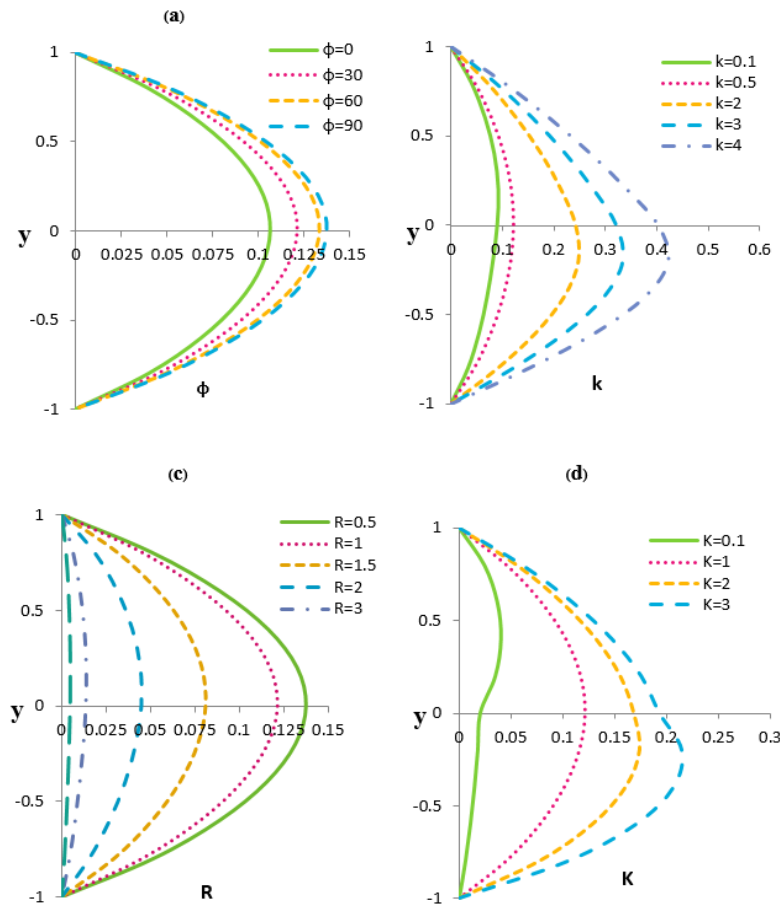 (a)
1
0.5
0
-0.5
-1
y
0 0.025 0.05 0.075 0.1 0.125 0.15
ϕ=0
ϕ=30
ϕ=60
ϕ=90
ϕ
1
0.5
0
-0.5
-1
0 0.1 0.2 0.3 0.4 0.5 0.6
k=0.1
k=0.5
k=2
k=3
k=4
k
(c)
1
0.5
0
-0.5
-1
y
0 0.025 0.05 0.075 0.1 0.125 0.15
R=0.5
R=1
R=1.5
R=2
R=3
R
(d)
1
0.5
0
-0.5
-1
y
0 0.05 0.1 0.15 0.2 0.25 0.3
K=0.1
K=1
K=2
K=3
K